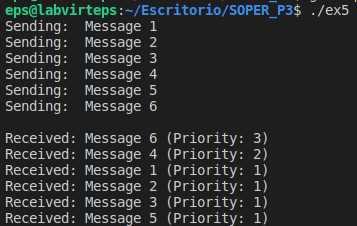 eps@labvirteps:~/Escritorio/SOPER_P3$ ./ex5
Sending:  Message 1
Sending:  Message 2
Sending:  Message 3
Sending:  Message 4
Sending:  Message 5
Sending:  Message 6

Received: Message 6 (Priority: 3)
Received: Message 4 (Priority: 2)
Received: Message 1 (Priority: 1)
Received: Message 2 (Priority: 1)
Received: Message 3 (Priority: 1)
Received: Message 5 (Priority: 1)